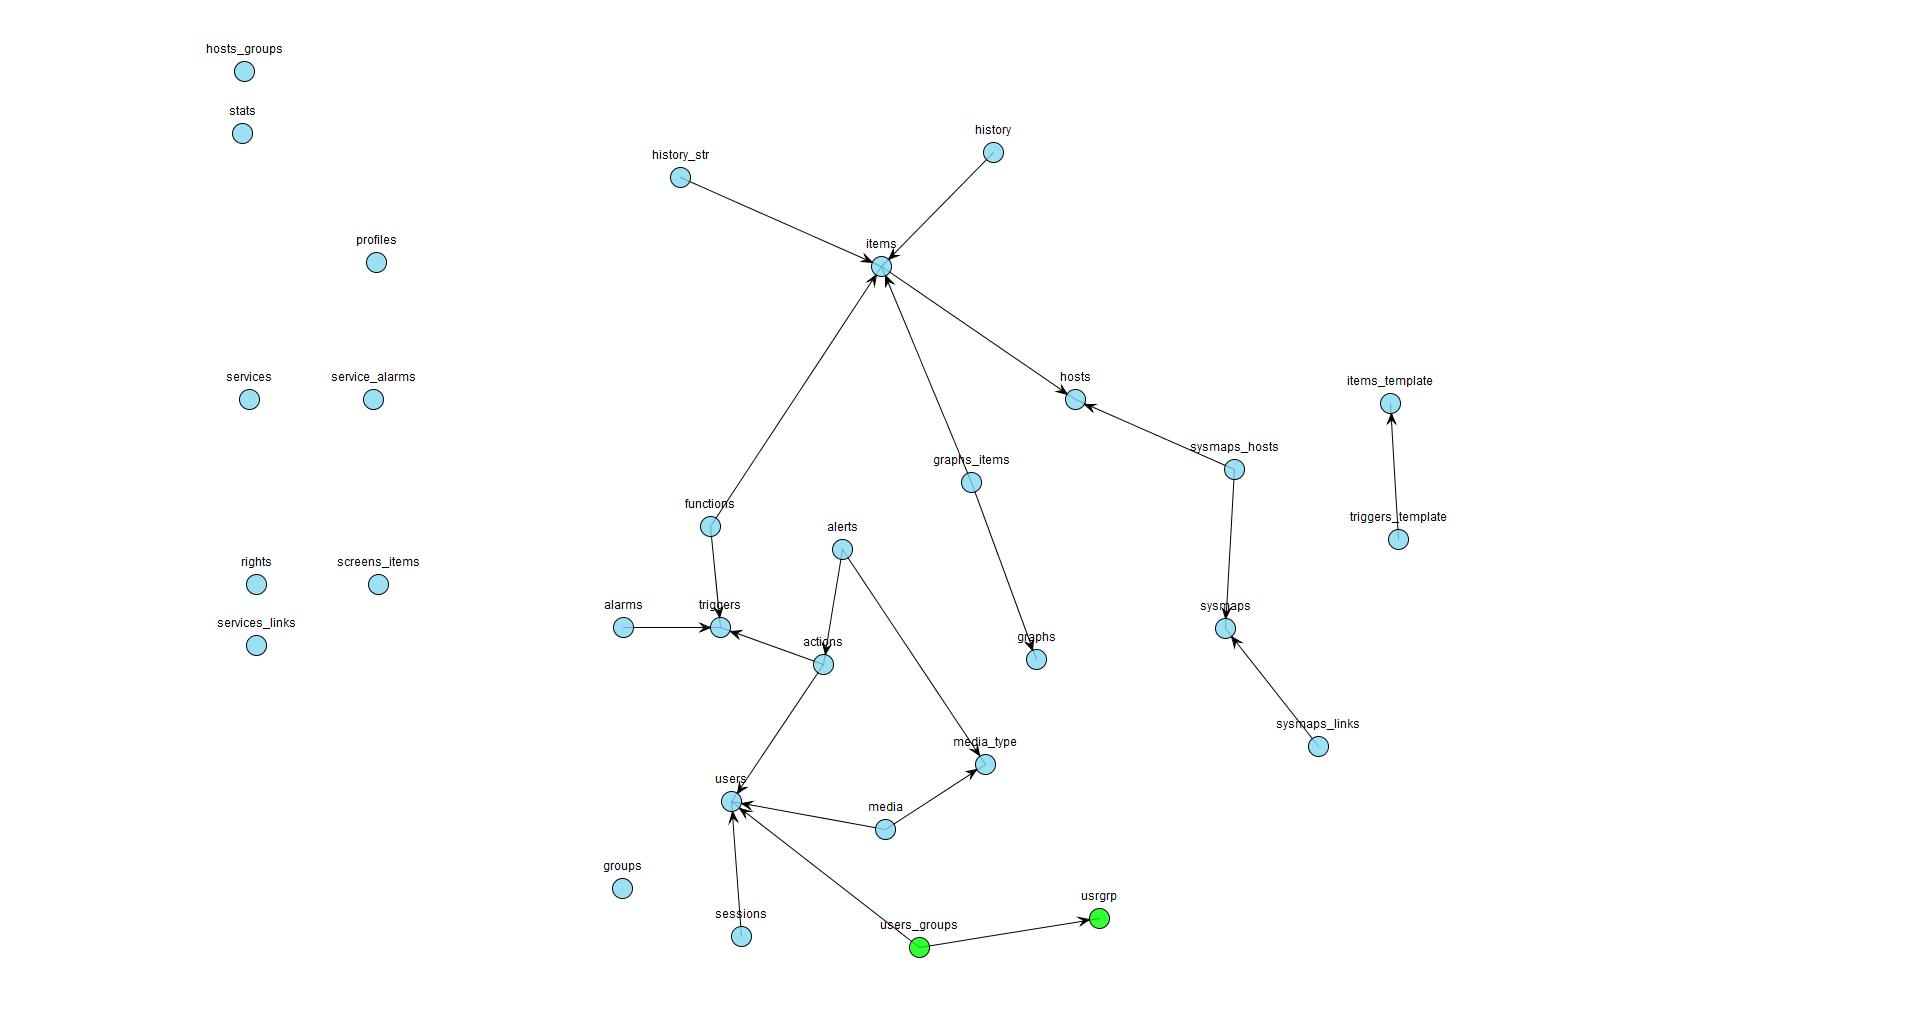 hosts_groups
stats
history
history_str
profiles
items
services
service_alarms
hosts
items_template
sysmaps_hosts
graphs_items
functions
triggers_template
alerts
rights
screens_items
alarms
triggers
sysmaps
services_links
actions
graphs
sysmaps_links
media_type
users
media
groups
usrgrp
sessions
users_groups